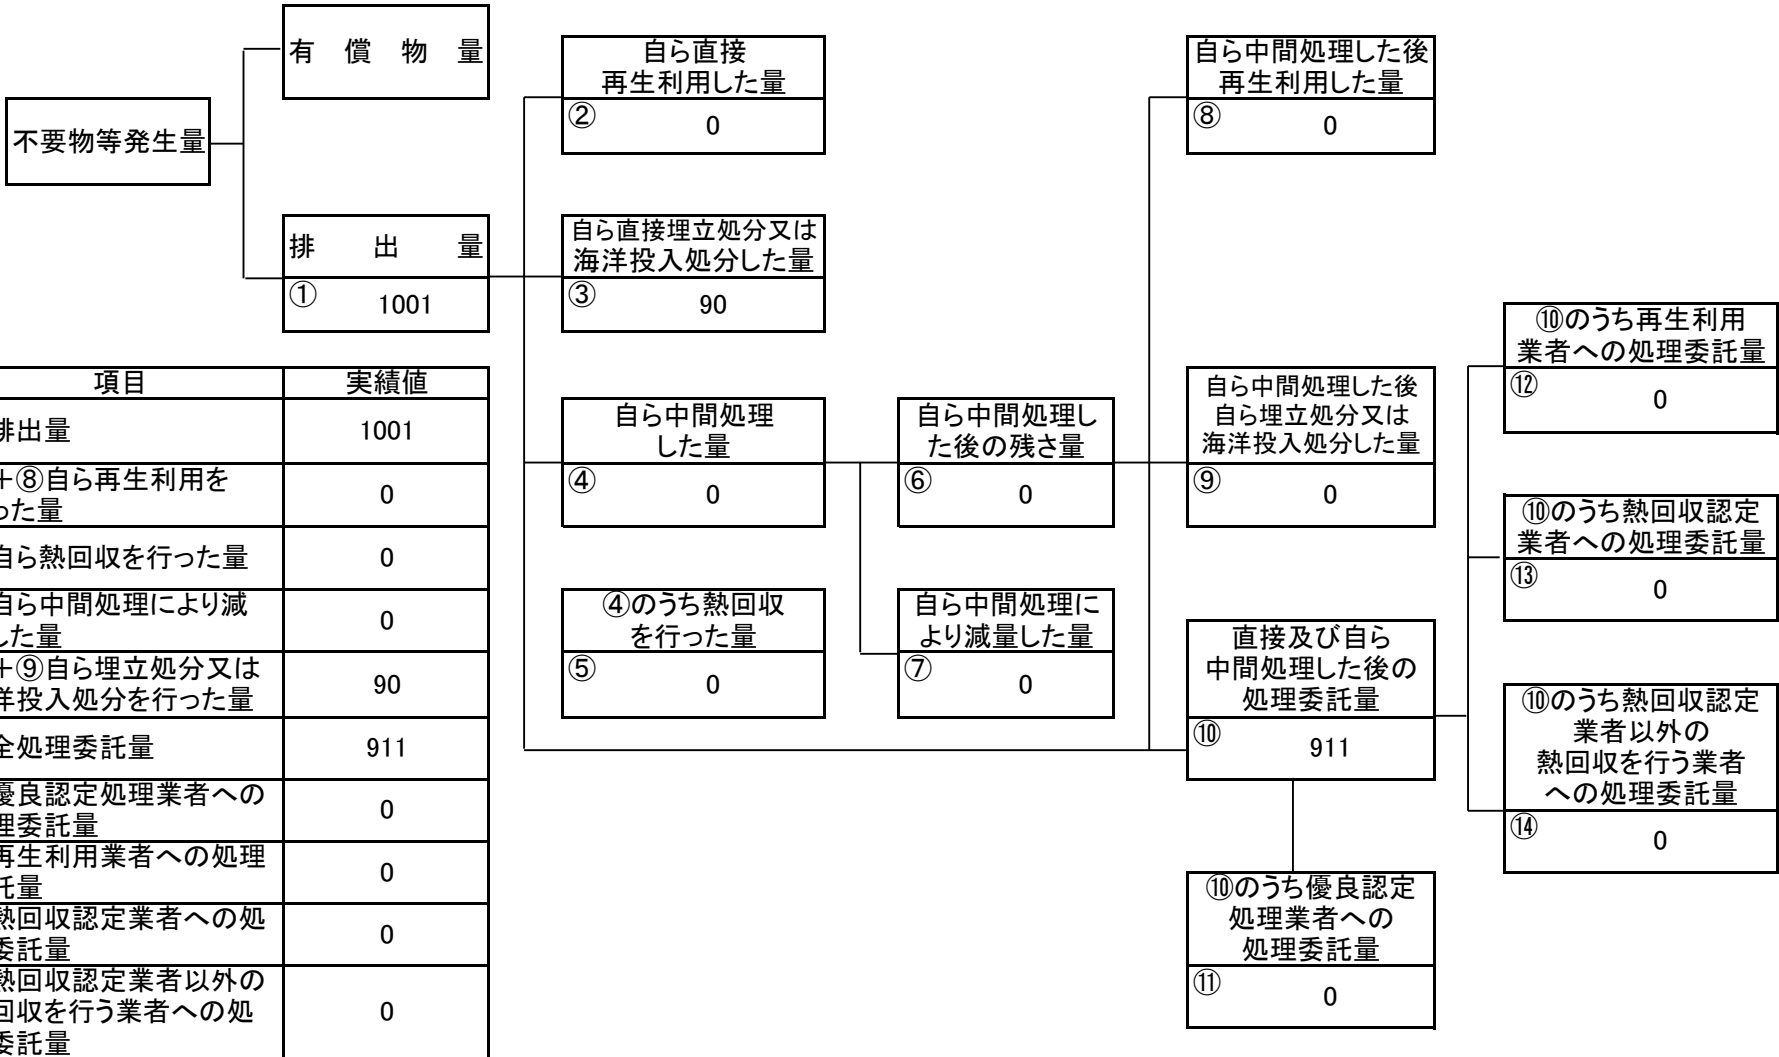 有償物量
自ら直接
再生利用した量
② 0
自ら中間処理した後
再生利用した量
⑧ 0
不要物等発生量
排出量
① 1001
自ら直接埋立処分又は
海洋投入処分した量
③ 90
⑩のうち再生利用
業者への処理委託量
⑫ 0
項目 実績値
排出量 1001
+⑧自ら再生利用を
った量
0
自ら熱回収を行った量 0
自ら中間処理により減
した量
0
+⑨自ら埋立処分又は
洋投入処分を行った量
90
全処理委託量 911
優良認定処理業者への
理委託量
0
再生利用業者への処理
託量
0
熱回収認定業者への処
委託量
0
熱回収認定業者以外の
回収を行う業者への処
委託量
0
自ら中間処理
した量
④ 0
自ら中間処理し
た後の残さ量
⑥ 0
自ら中間処理した後
自ら埋立処分又は
海洋投入処分した量
⑨ 0
⑩のうち熱回収認定
業者への処理委託量
⑬ 0
④のうち熱回収
を行った量
⑤ 0
自ら中間処理に
より減量した量
⑦ 0
直接及び自ら
中間処理した後の
処理委託量
⑩ 911
⑩のうち熱回収認定
業者以外の
熱回収を行う業者
への処理委託量
⑭ 0
⑩のうち優良認定
処理業者への
処理委託量
⑪ 0